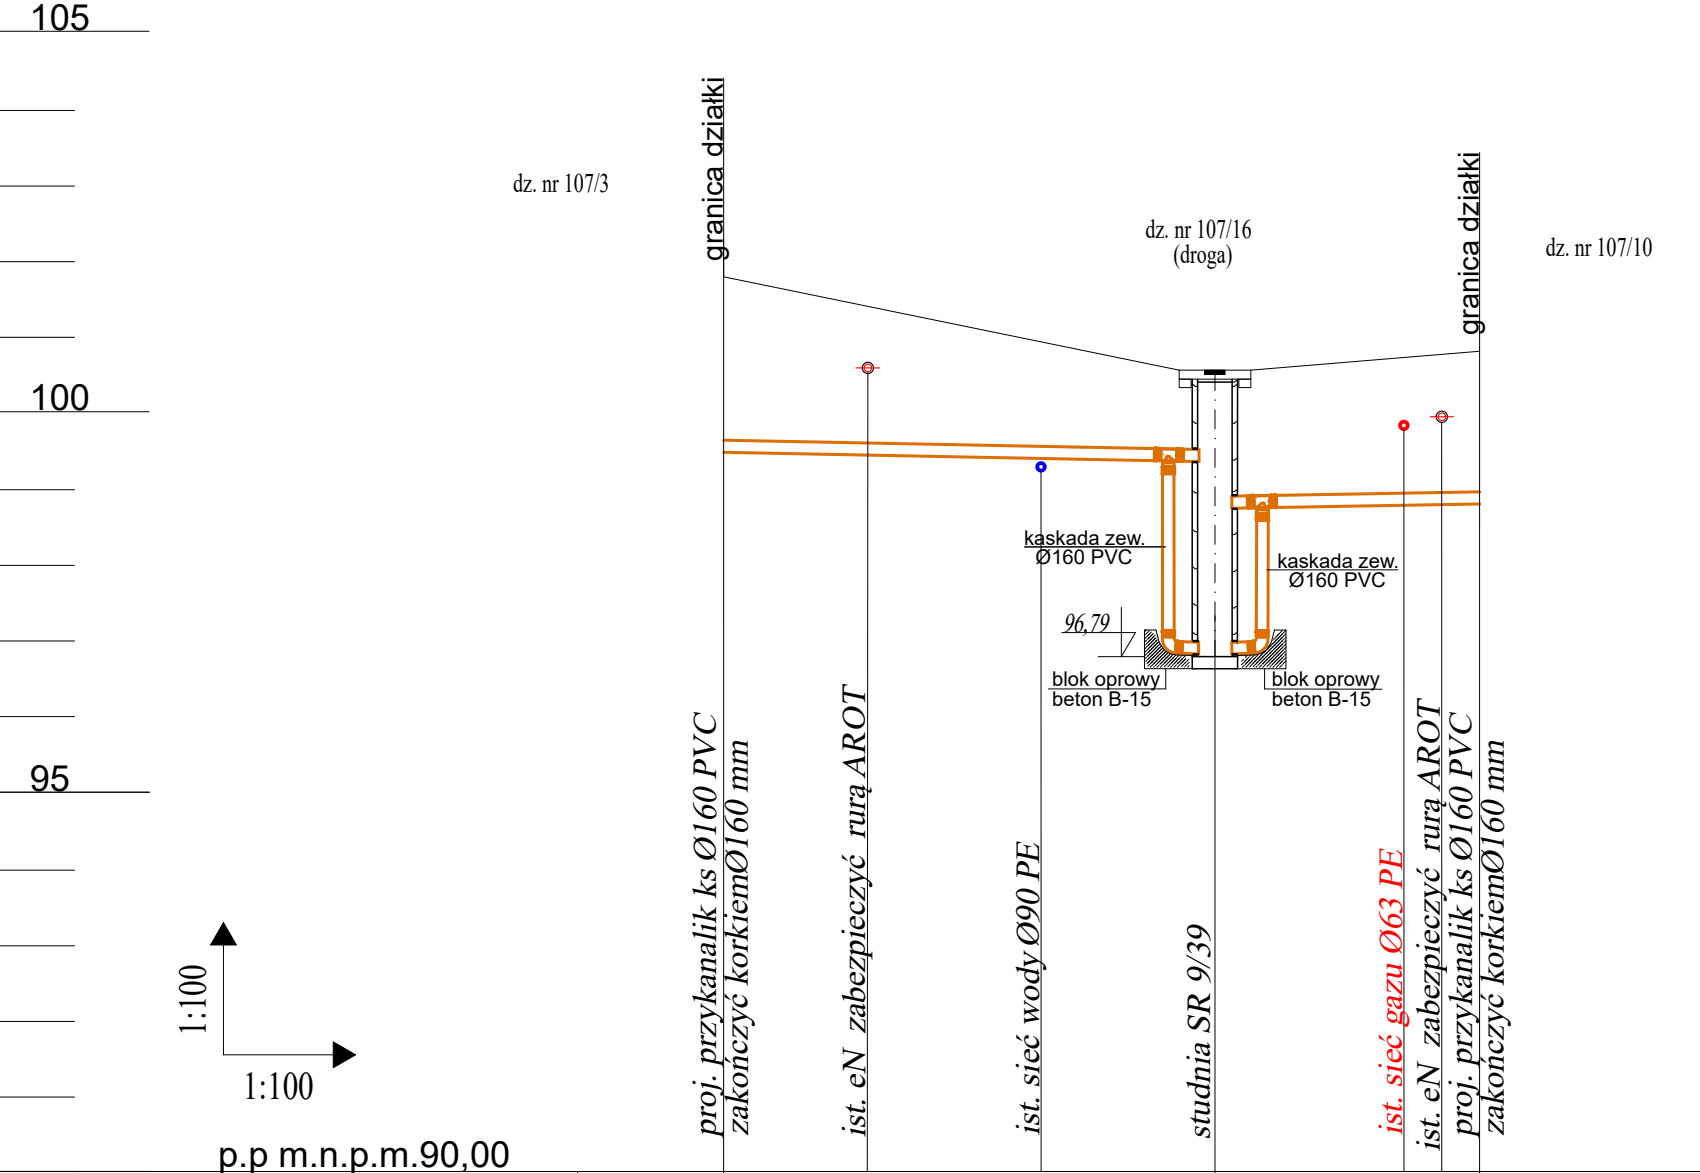 105
granica działki
dz. nr 107/3
dz. nr 107/16
(droga)
granica działki
dz. nr 107/10
100
kaskada zew.
Ø160 PVC
kaskada zew.
Ø160 PVC
96,79
blok oprowy
beton B-15
blok oprowy
beton B-15
95
proj. przykanalik ks Ø160 PVC
zakończyć korkiemØ160 mm
ist. eN zabezpieczyć rurą AROT
ist. sieć wody Ø90 PE
studnia SR 9/39
ist. sieć gazu Ø63 PE
ist. eN zabezpieczyć rurą AROT
proj. przykanalik ks Ø160 PVC
zakończyć korkiemØ160 mm
1:100
1:100
p.p m.n.p.m.90,00